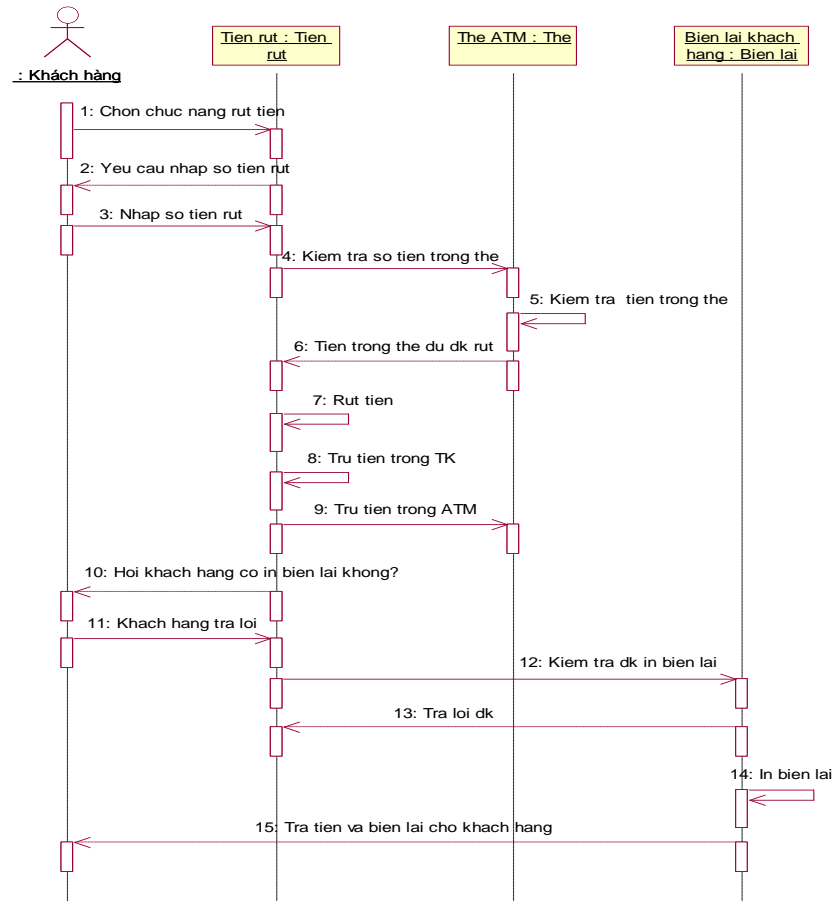 : Khách hàng
Tien rut : Tien
rut
The ATM : The
Bien lai khach
hang : Bien lai
1: Chon chuc nang rut tien
2: Yeu cau nhap so tien rut
3: Nhap so tien rut
4: Kiem tra so tien trong the
5: Kiem tra tien trong the
6: Tien trong the du dk rut
7: Rut tien
8: Tru tien trong TK
9: Tru tien trong ATM
10: Hoi khach hang co in bien lai khong?
11: Khach hang tra loi
12: Kiem tra dk in bien lai
13: Tra loi dk
14: In bien lai
15: Tra tien va bien lai cho khach hang